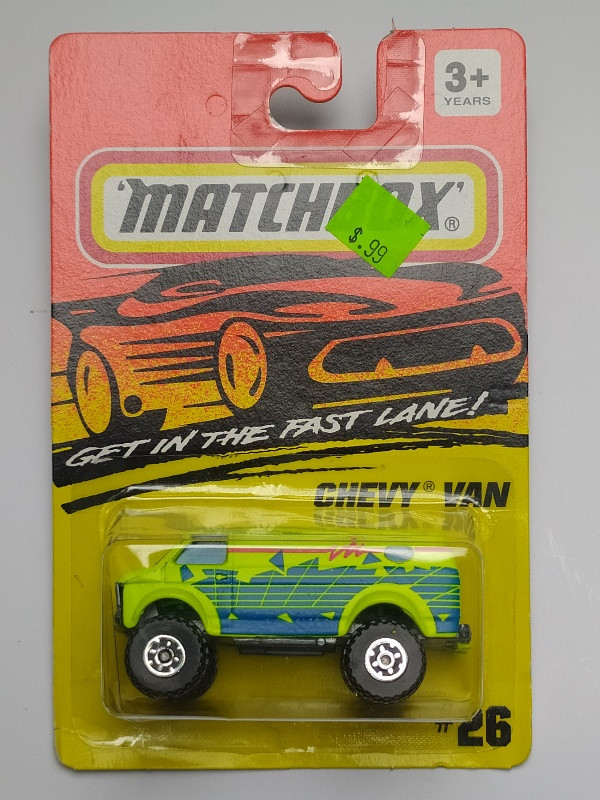 3+
YEARS
'MATCHBOX'®
$.99
GET IN THE FAST LANE!
CHEVY® VAN
#26